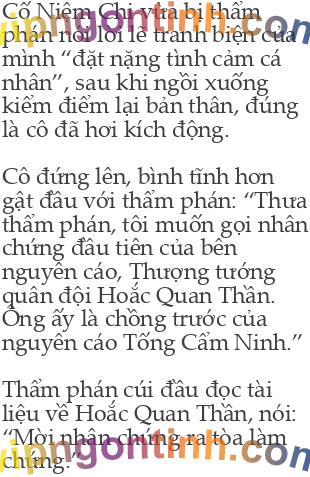 Cố Niệm Chi vừa bị thẩm
phán nói lời lẽ tranh biện của
mình “đặt nặng tình cảm cá
nhân”, sau khi ngồi xuống
kiểm điểm lại bản thân, đúng
là cô đã hơi kích động.
Cô đứng lên, bình tĩnh hơn
gật đầu với thẩm phán: “Thưa
thẩm phán, tôi muốn gọi nhân
chứng đầu tiên của bên
nguyên cáo, Thượng tướng
quân đội Hoắc Quan Thần.
Ông ấy là chồng trước của
nguyên cáo Tống Cẩm Ninh.”
Thẩm phán cúi đầu đọc tài
liệu về Hoắc Quan Thần, nói:
“Mời nhân chứng ra tòa làm
chứng.”
vipngontinh.com
vipngontinh.com